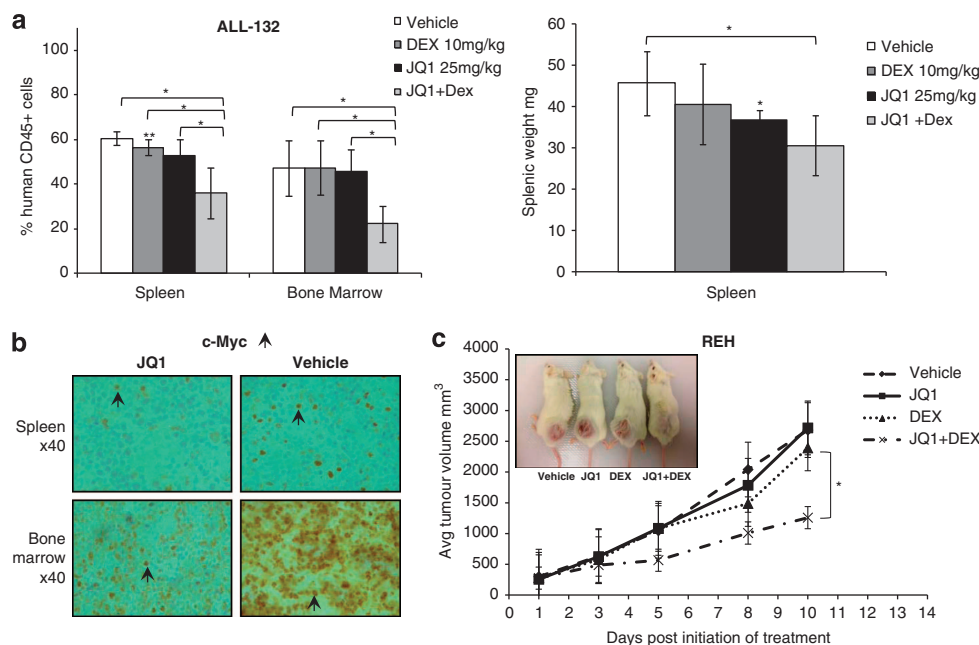 a
ALL-132
Vehicle
DEX 10mg/kg
JQ1 25mg/kg
JQ1+Dex
% human CD45+ cells
100
80
60
40
20
0
*
*
*
**
*
*
*
Spleen
Bone Marrow
Splenic weight mg
60
50
40
30
20
10
0
*
*
Vehicle
DEX 10mg/kg
JQ1 25mg/kg
JQ1 +Dex
Spleen
b
c-Myc
JQ1
Vehicle
Spleen
x40
Bone
marrow
x40
c
REH
Avg tumour volume mm³
4000
3500
3000
2500
2000
1500
1000
500
0
Vehicle JQ1 DEX JQ1+DEX
Vehicle
JQ1
DEX
JQ1+DEX
*
0 1 2 3 4 5 6 7 8 9 10 11 12 13 14
Days post initiation of treatment